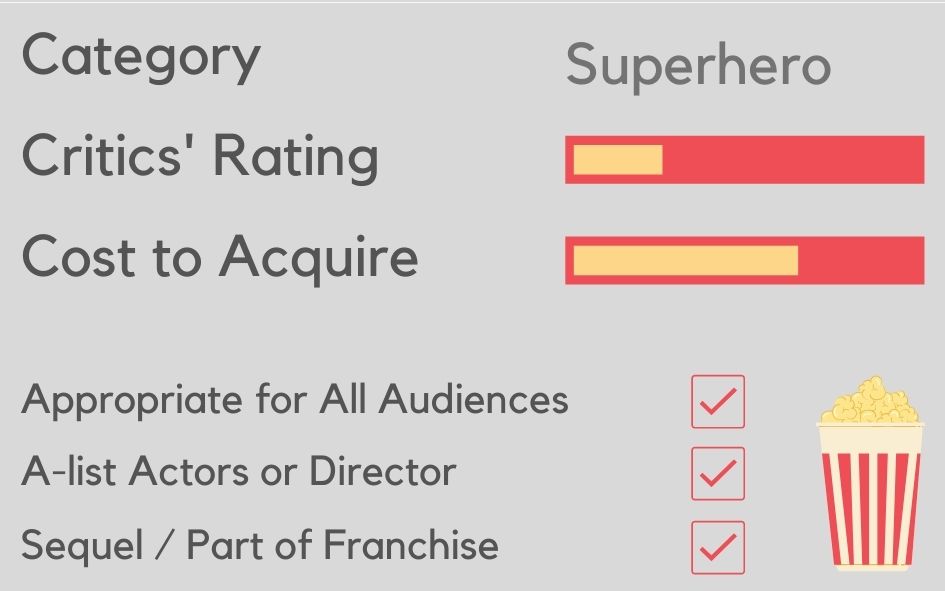 Category
Superhero
Critics' Rating
Cost to Acquire
Appropriate for All Audiences
A-list Actors or Director
Sequel / Part of Franchise